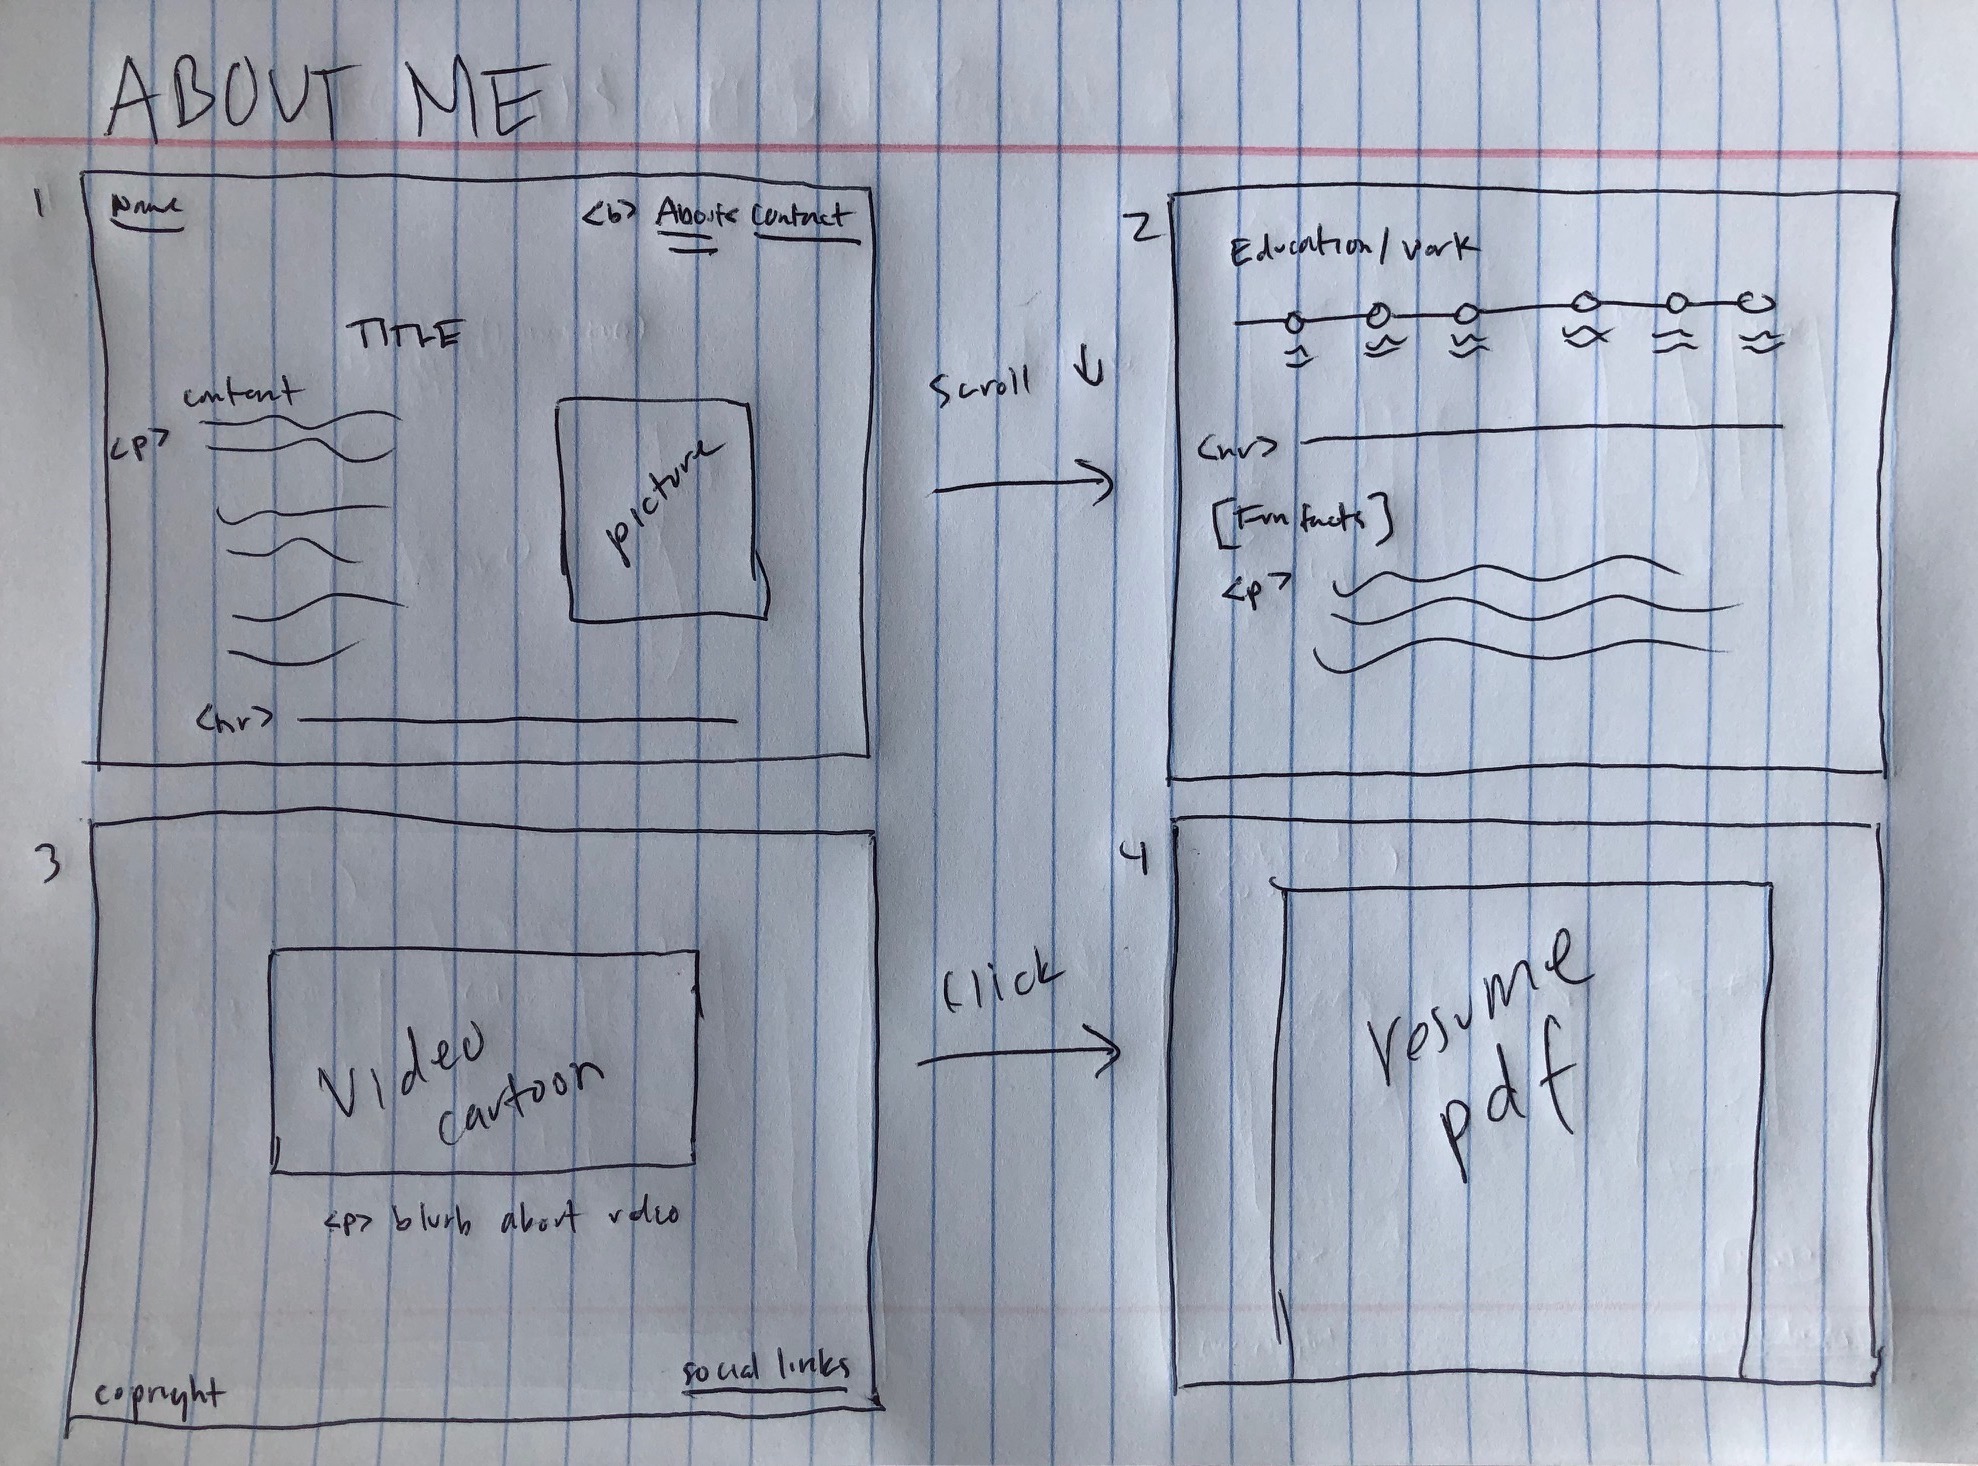 ABOUT ME
1
Name
<b> About Contact
TITLE
content
<p>
picture
<hr>
Scroll ↓
2
Education/work
<hr>
[Fun facts]
<p>
3
Video
cartoon
<p> blurb about video
copyright
social links
Click
4
resume
pdf